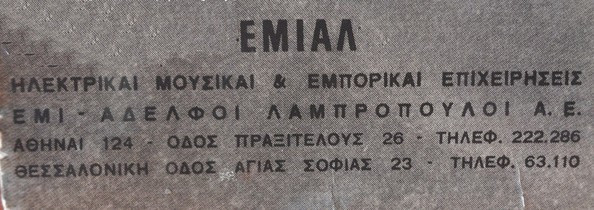 ΕΜΙΑΛ
ΗΛΕΚΤΡΙΚΑΙ ΜΟΥΣΙΚΑΙ & ΕΜΠΟΡΙΚΑΙ ΕΠΙΧΕΙΡΗΣΕΙΣ
ΕΜΙ - ΑΔΕΛΦΟΙ ΛΑΜΠΡΟΠΟΥΛΟΙ Α. Ε.
ΑΘΗΝΑΙ 124 - ΟΔΟΣ ΠΡΑΞΙΤΕΛΟΥΣ 26 - ΤΗΛΕΦ. 222.286
ΘΕΣΣΑΛΟΝΙΚΗ ΟΔΟΣ ΑΓΙΑΣ ΣΟΦΙΑΣ 23 - ΤΗΛΕΦ. 63.110